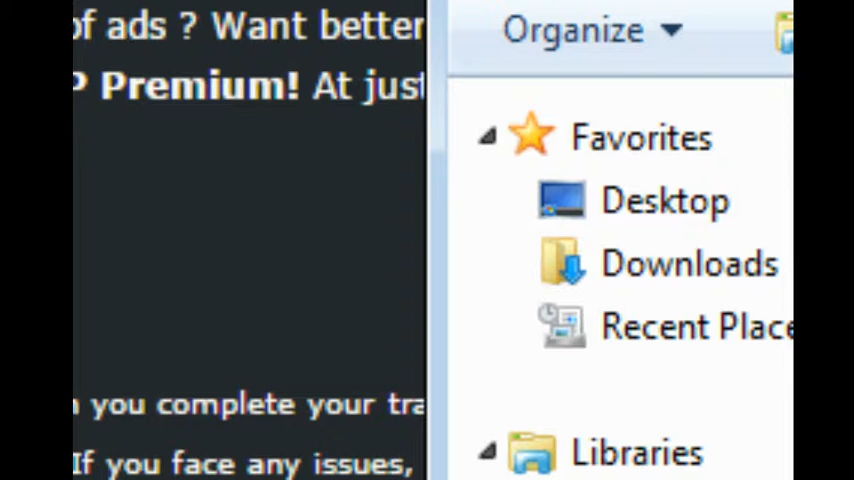 of ads ? Want better
P Premium! At just
you complete your
If you face any issues,
Organize
Favorites
Desktop
Downloads
Recent Place
Libraries